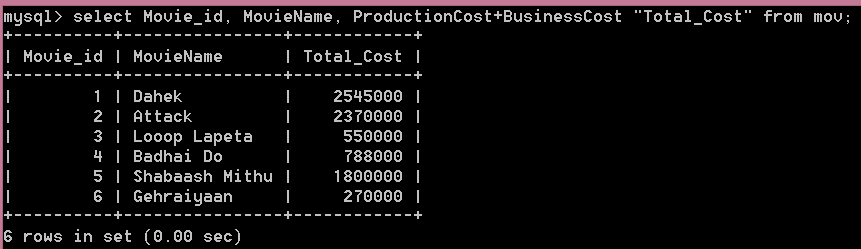 mysql> select Movie_id, MovieName, ProductionCost+BusinessCost "Total_Cost" from mov;
+----------+----------------+------------+
| Movie_id | MovieName      | Total_Cost |
+----------+----------------+------------+
|        1 | Dahek          |    2545000 |
|        2 | Attack         |    2370000 |
|        3 | Looop Lapeta   |     550000 |
|        4 | Badhai Do      |     788000 |
|        5 | Shabaash Mithu |    1800000 |
|        6 | Gehraiyaan     |     270000 |
+----------+----------------+------------+
6 rows in set (0.00 sec)